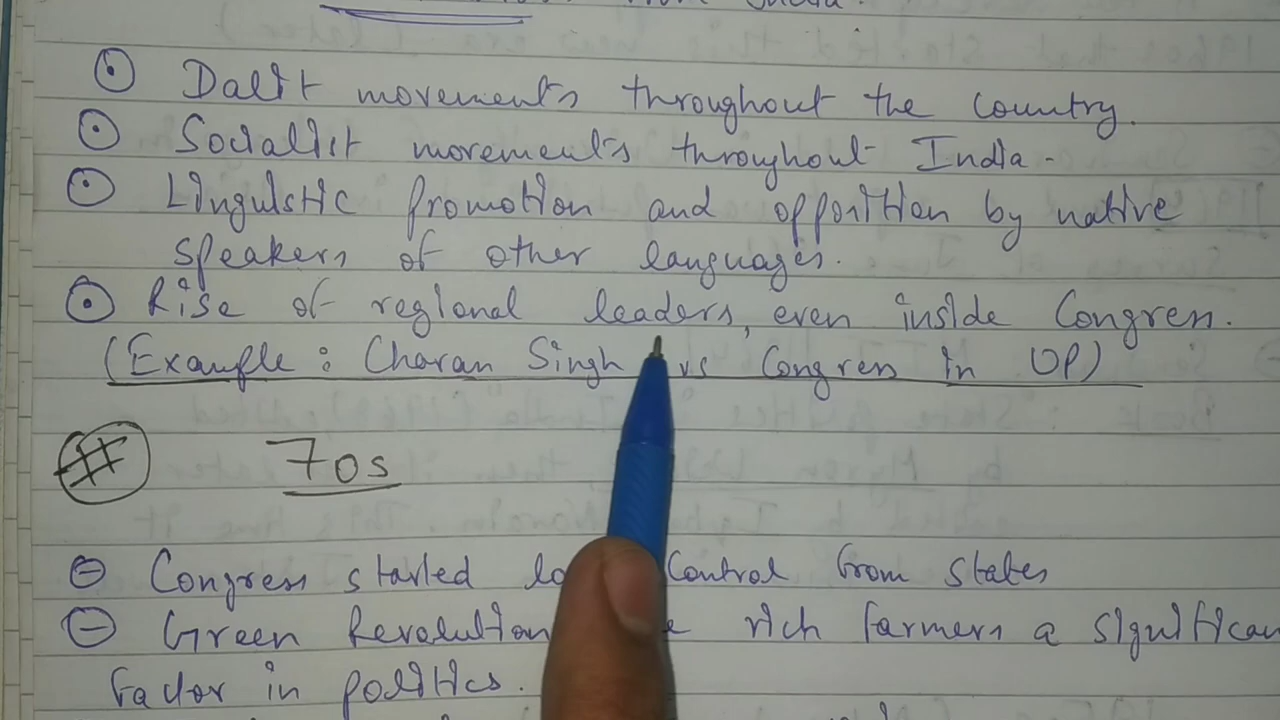 India.
⊙ Dalit movements throughout the country.
⊙ Socialist movements throughout India.
⊙ Linguistic promotion and opposition by native
speakers of other languages.
⊙ Rise of regional leaders, even inside Congress.
(Example : Charan Singh vs Congress in UP)
# 70s
⊖ Congress started control from states
⊖ Green Revolution rich farmers a
factor in politics.